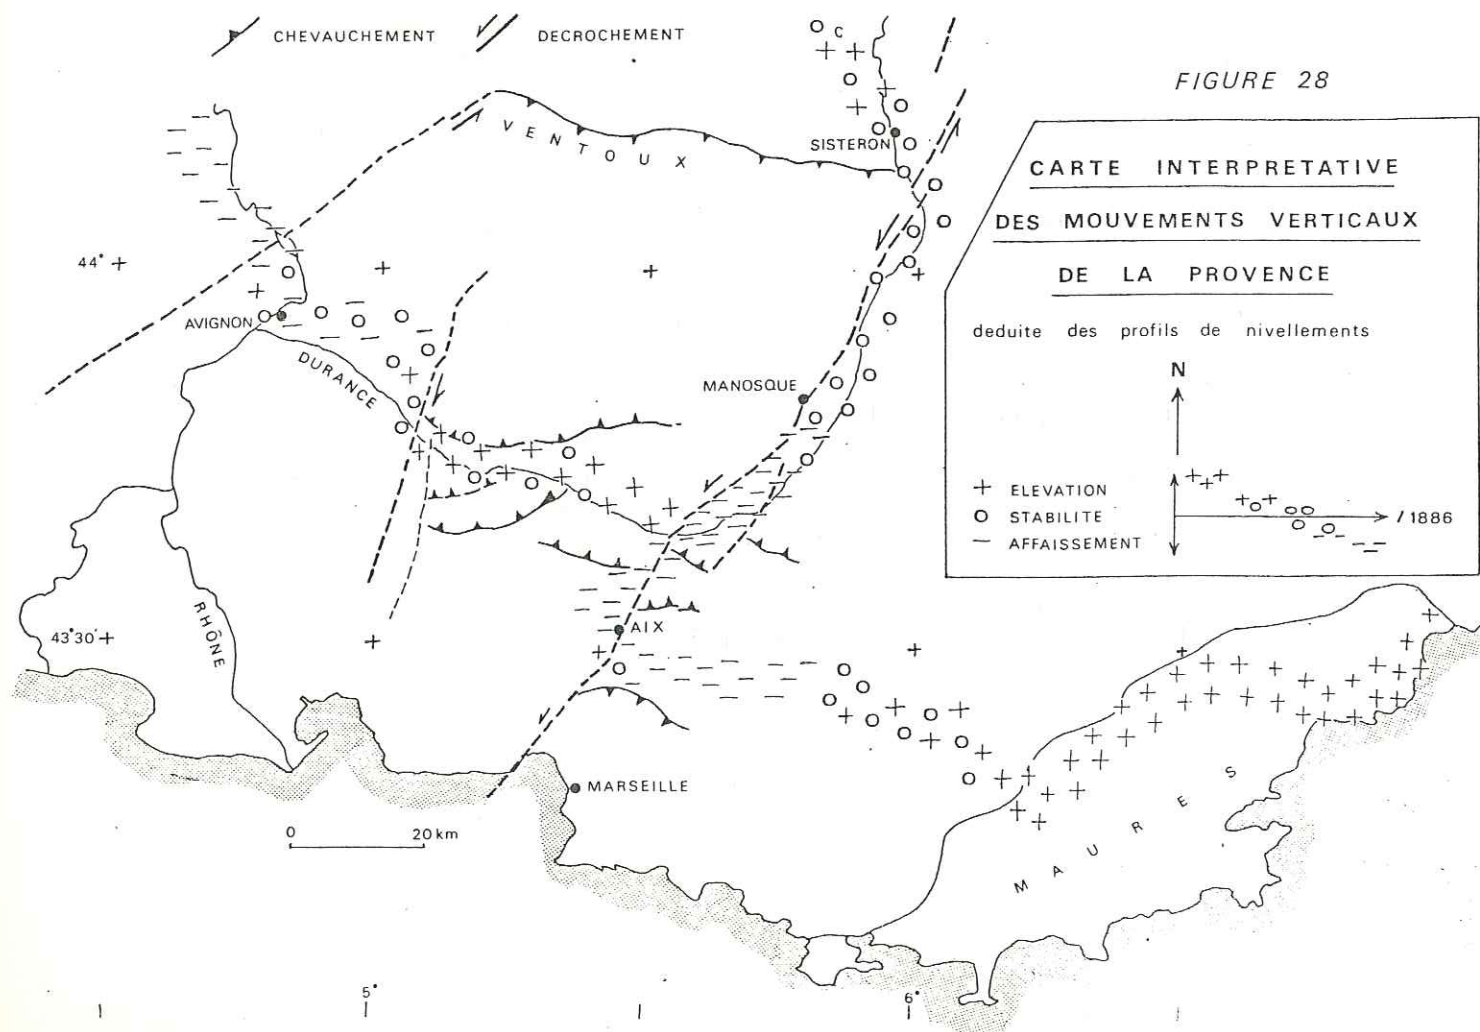 CHEVAUCHEMENT
DECROCHEMENT
FIGURE 28
CARTE INTERPRETATIVE
DES MOUVEMENTS VERTICAUX
DE LA PROVENCE
deduite des profils de nivellements
N
+ ELEVATION
O STABILITE
− AFFAISSEMENT
/ 1886
C
VENTOUX
SISTERON
44°
AVIGNON
DURANCE
MANOSQUE
RHÔNE
43°30'
AIX
MARSEILLE
MAURES
0 20 km
5°
6°